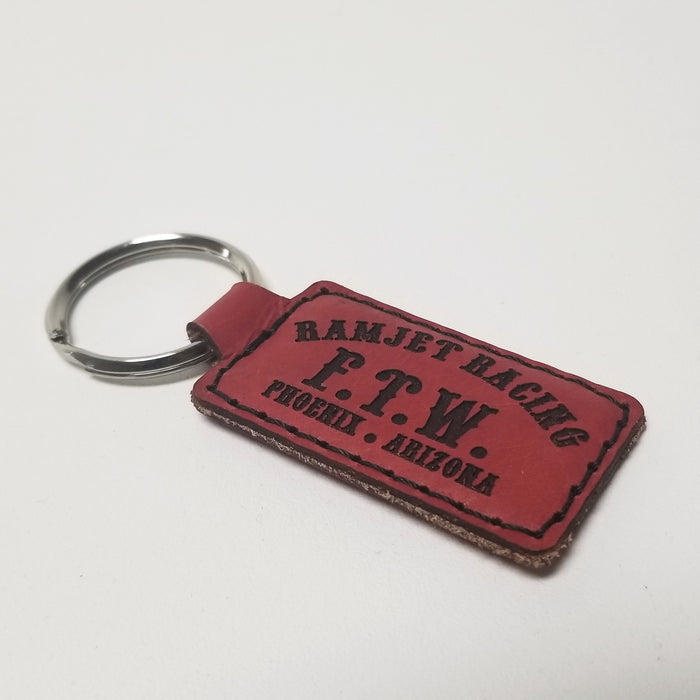 RAMJET RACING
F.T.W.
PHOENIX . ARIZONA